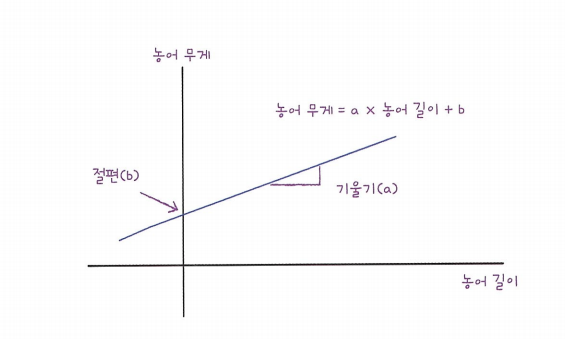 농어 무게
농어 무게 = a × 농어 길이 + b
절편(b)
기울기(a)
농어 길이